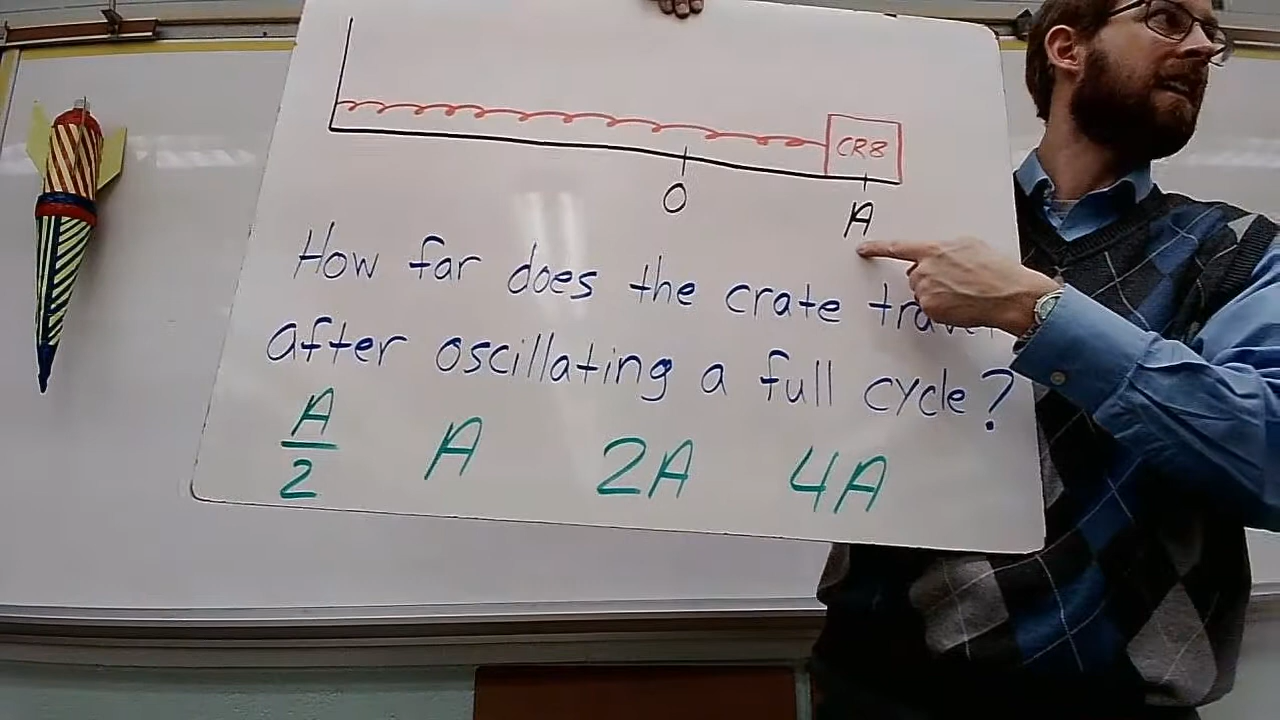 CR8
O
A
How far does the crate
after oscillating a full cycle?
A/2 A 2A 4A